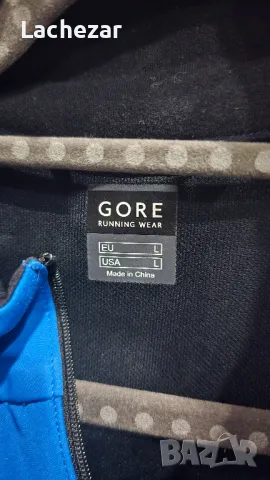 Lachezar
GORE
RUNNING WEAR
EU L
USA L
Made in China
BAZAR